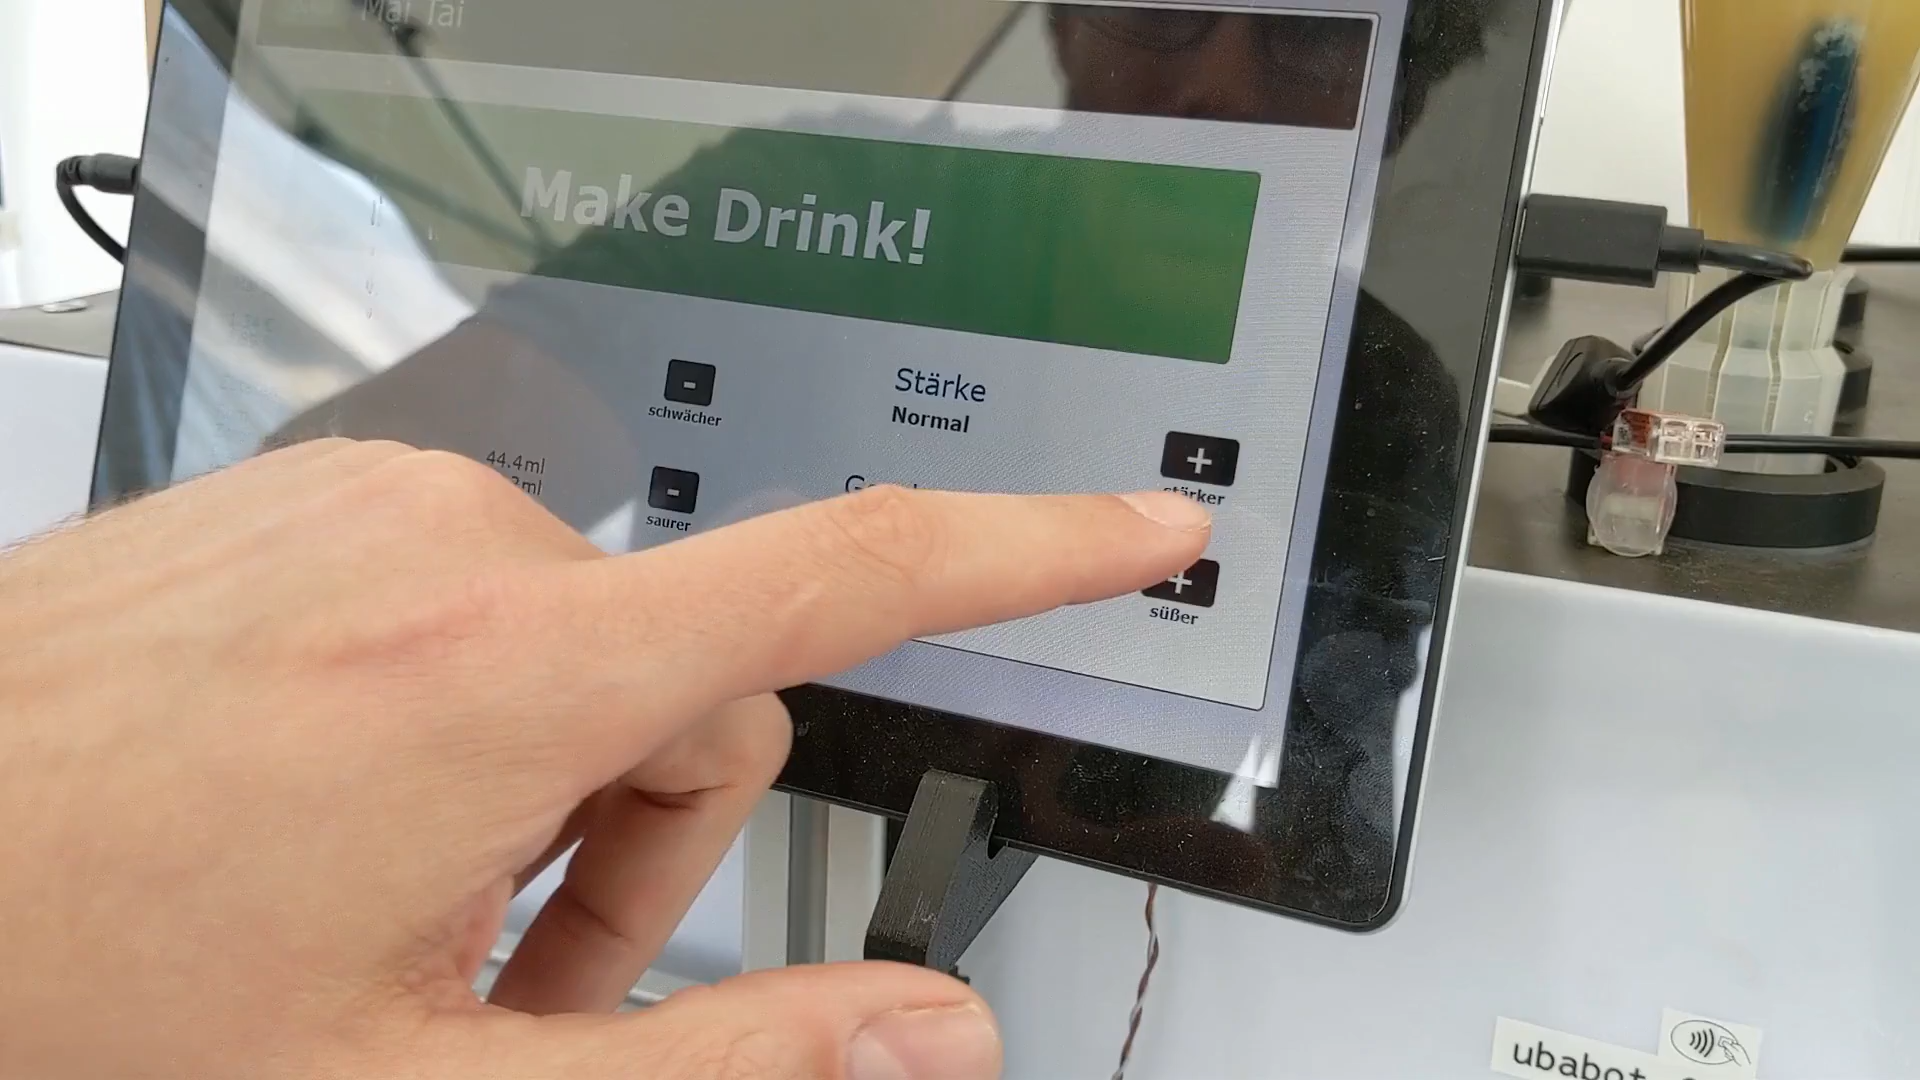 Mai Tai
Make Drink!
-
schwächer
Stärke
Normal
+
stärker
44.4ml
-
saurer
+
süßer
ubabot